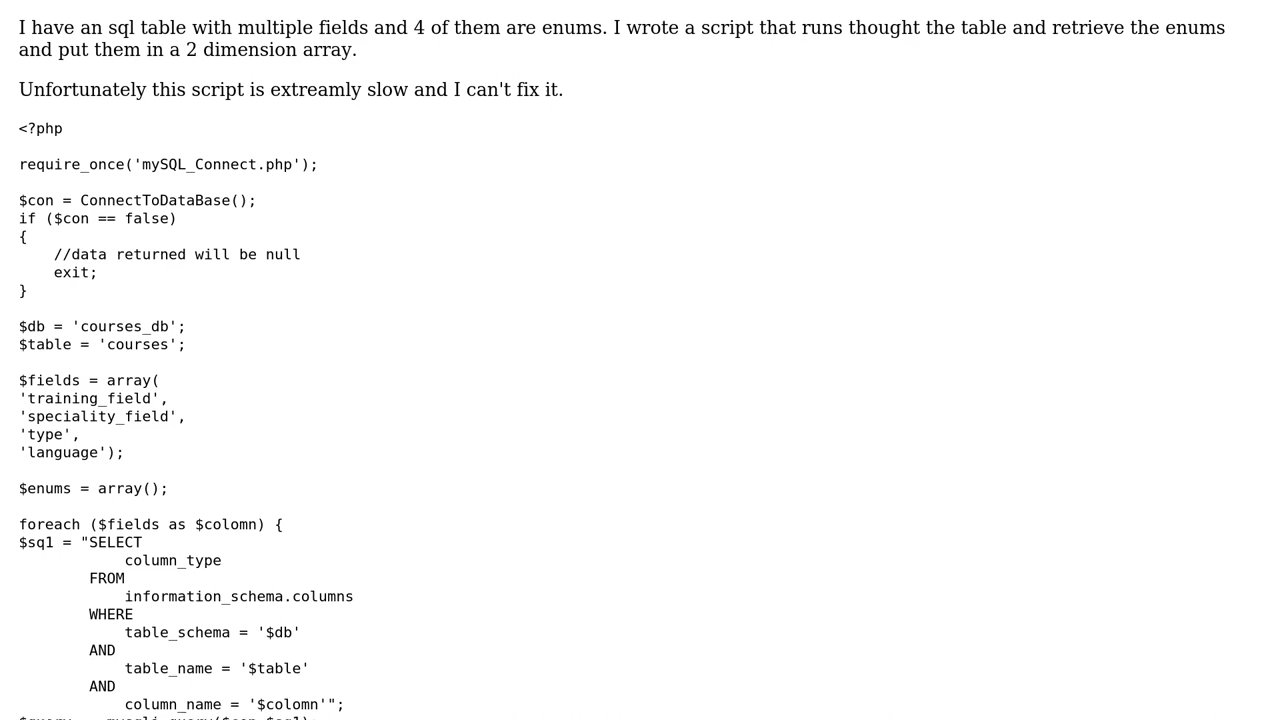 I have an sql table with multiple fields and 4 of them are enums. I wrote a script that runs thought the table and retrieve the enums
and put them in a 2 dimension array.
Unfortunately this script is extreamly slow and I can't fix it.
<?php
require_once('mySQL_Connect.php');
$con = ConnectToDataBase();
if ($con == false)
{
    //data returned will be null
    exit;
}
$db = 'courses_db';
$table = 'courses';
$fields = array(
'training_field',
'speciality_field',
'type',
'language');
$enums = array();
foreach ($fields as $colomn) {
$sq1 = "SELECT
            column_type
        FROM
            information_schema.columns
        WHERE
            table_schema = '$db'
        AND
            table_name = '$table'
        AND
            column_name = '$colomn'";